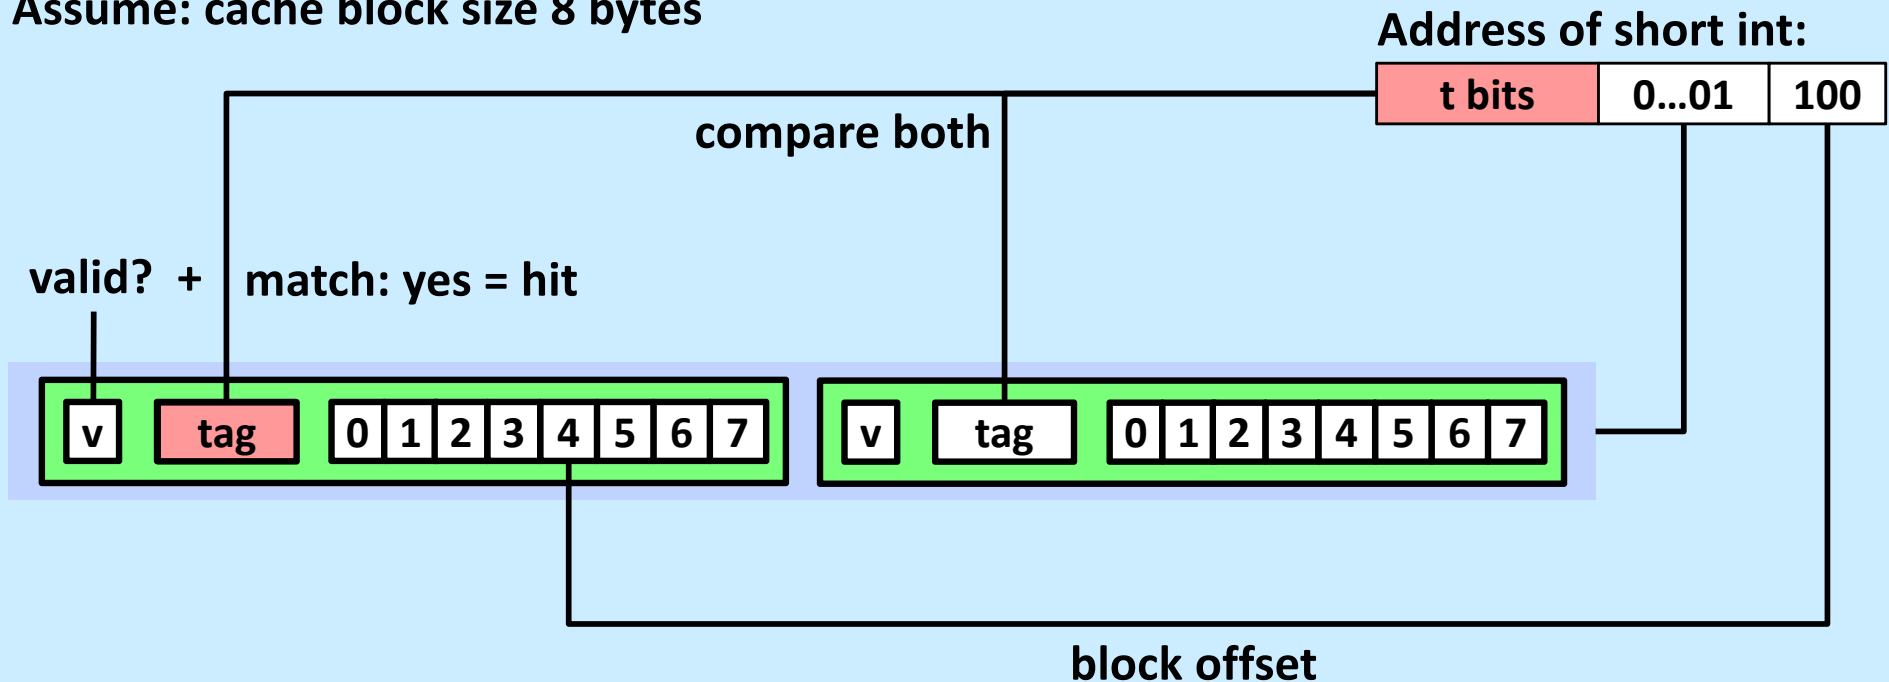 Assume: cache block size 8 bytes
Address of short int:
t bits 0…01 100
compare both
valid? + match: yes = hit
v tag 0 1 2 3 4 5 6 7 v tag 0 1 2 3 4 5 6 7
block offset